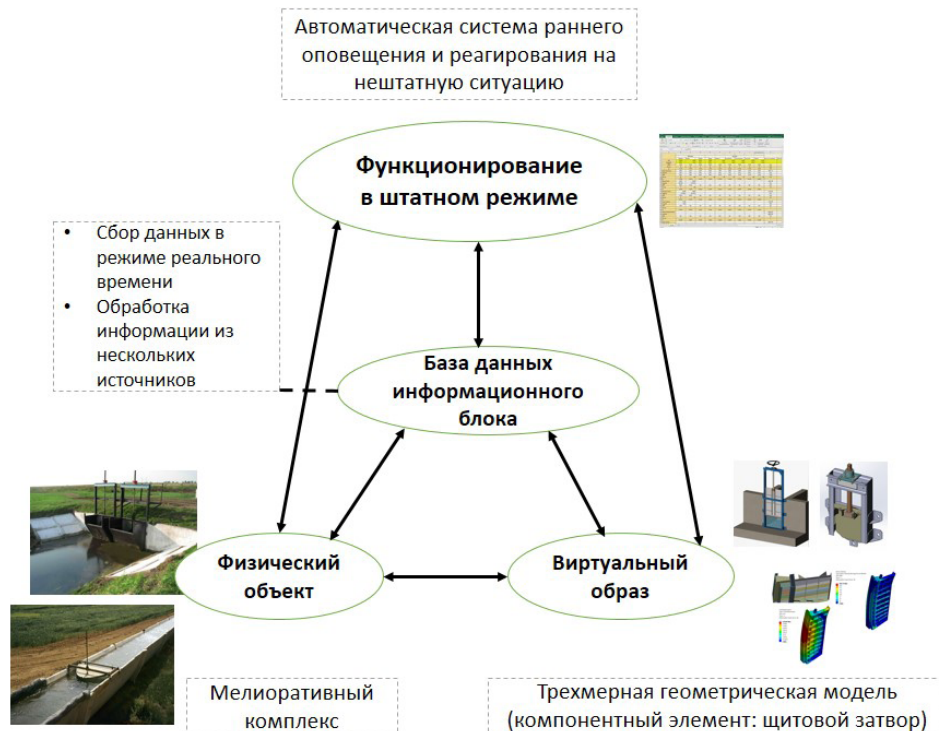 Автоматическая система раннего
оповещения и реагирования на
нештатную ситуацию
Функционирование
в штатном режиме
• Сбор данных в
режиме реального
времени
• Обработка
информации из
нескольких
источников
База данных
информационного
блока
Физический
объект
Виртуальный
образ
Мелиоративный
комплекс
Трехмерная геометрическая модель
(компонентный элемент: щитовой затвор)